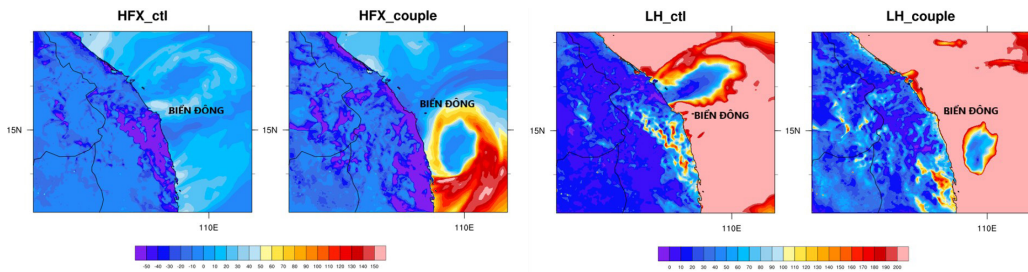 HFX_ctl
HFX_couple
LH_ctl
LH_couple
BIỂN ĐÔNG
BIỂN ĐÔNG
BIỂN ĐÔNG
BIỂN ĐÔNG
15N
15N
15N
15N
110E
110E
110E
110E
-50 -40 -30 -20 -10 0 10 20 30 40 50 60 70 80 90 100 110 120 130 140 150
0 10 20 30 40 50 60 70 80 90 100 110 120 130 140 150 160 170 180 190 200